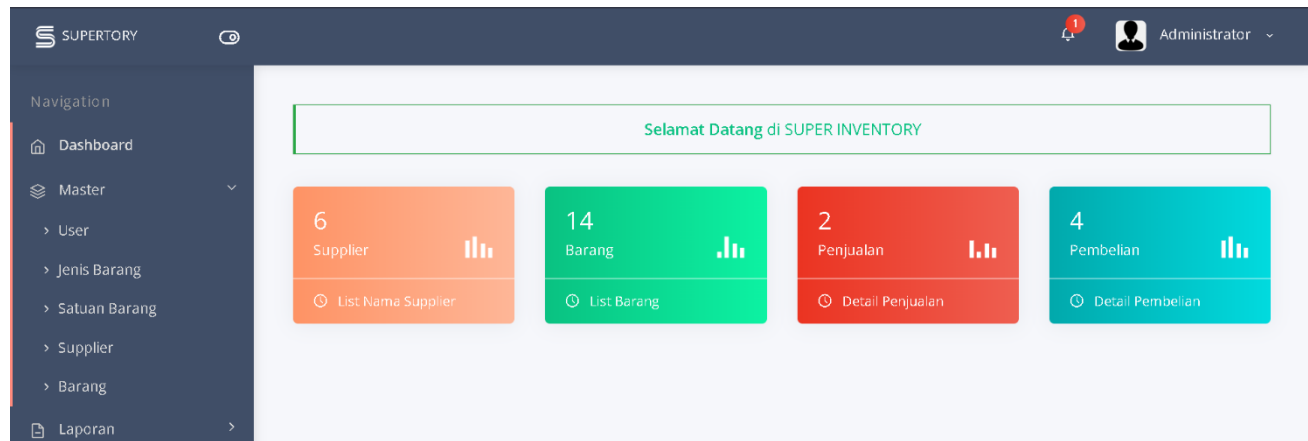 SUPERTORY
1
Administrator
Navigation
Dashboard
Master
User
Jenis Barang
Satuan Barang
Supplier
Barang
Laporan
Selamat Datang di SUPER INVENTORY
6
Supplier
List Nama Supplier
14
Barang
List Barang
2
Penjualan
Detail Penjualan
4
Pembelian
Detail Pembelian